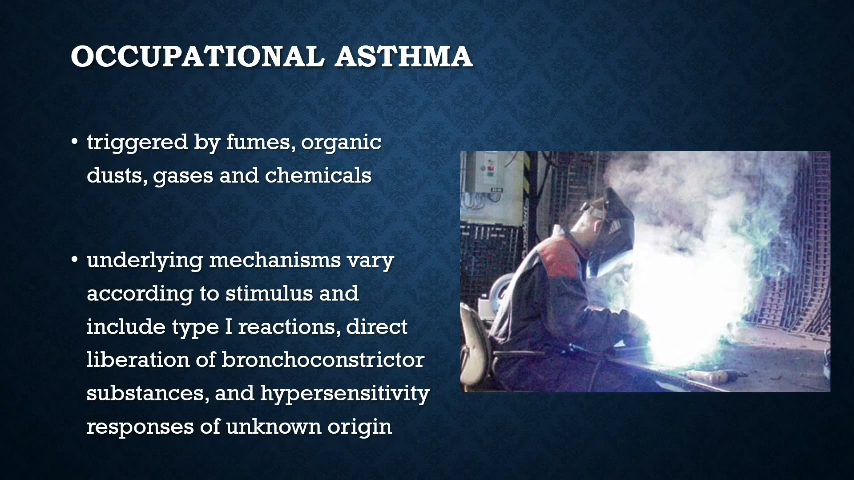 OCCUPATIONAL ASTHMA
• triggered by fumes, organic
dusts, gases and chemicals
• underlying mechanisms vary
according to stimulus and
include type I reactions, direct
liberation of bronchoconstrictor
substances, and hypersensitivity
responses of unknown origin